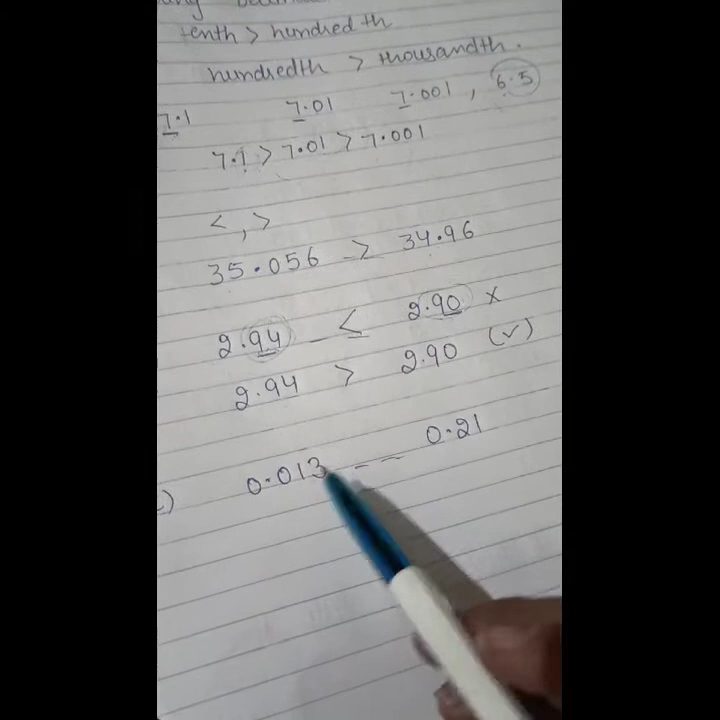 tenth > hundredth
hundredth > thousandth.
7.1 7.01 7.001, 6.5
7.1 > 7.01 > 7.001
<, >
35.056 > 34.96
2.94 < 2.90 x
2.94 > 2.90 (✓)
0.013 -- 0.21